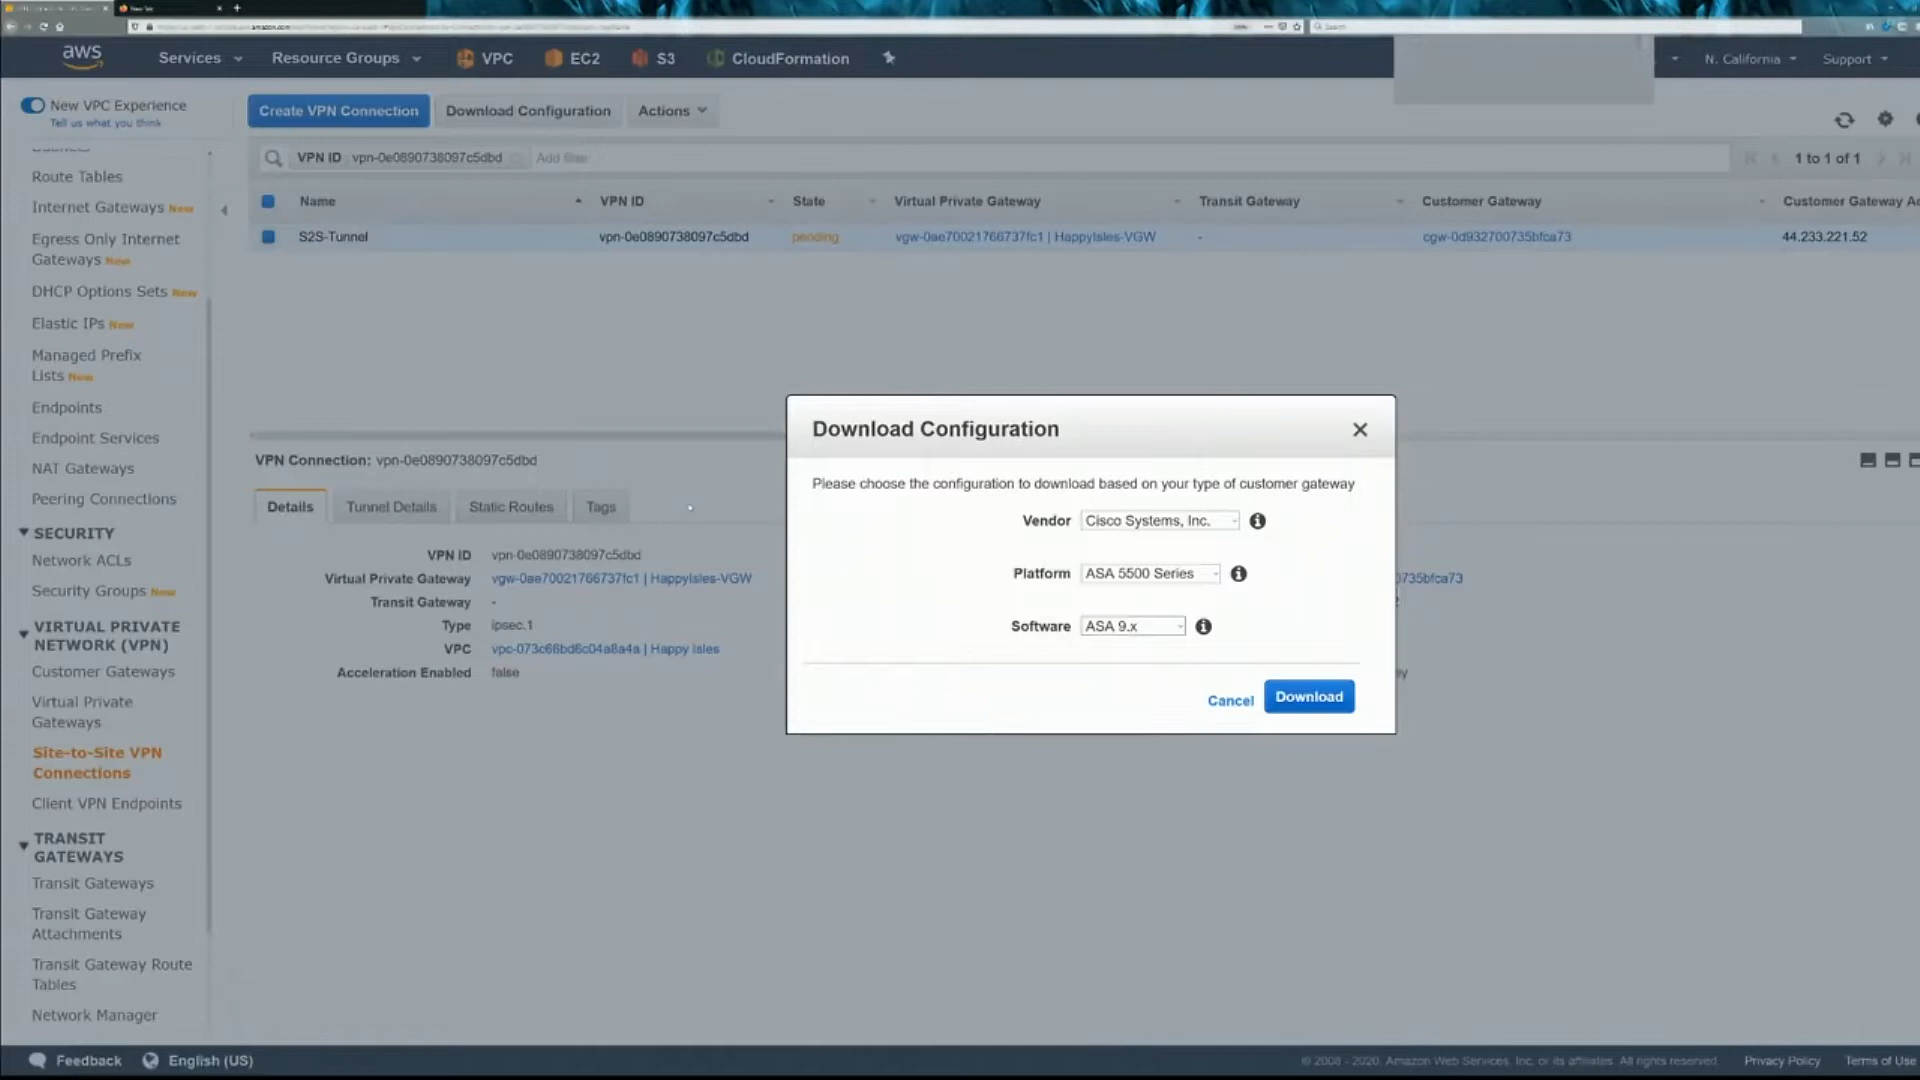 aws
Services
Resource Groups
VPC
EC2
S3
CloudFormation
N. California
Support
New VPC Experience
Tell us what you think
Create VPN Connection
Download Configuration
Actions
VPN ID : vpn-0e0890738097c5dbd
Add filter
1 to 1 of 1
Name
VPN ID
State
Virtual Private Gateway
Transit Gateway
Customer Gateway
Customer Gateway
S2S-Tunnel
vpn-0e0890738097c5dbd
pending
vgw-0ae70021766737fc1 | HappyIsles-VGW
-
cgw-0d932700735bfca73
44.233.221.52
Route Tables
Internet Gateways New
Egress Only Internet
Gateways New
DHCP Options Sets New
Elastic IPs New
Managed Prefix
Lists New
Endpoints
Endpoint Services
NAT Gateways
Peering Connections
SECURITY
Network ACLs
Security Groups New
VIRTUAL PRIVATE
NETWORK (VPN)
Customer Gateways
Virtual Private
Gateways
Site-to-Site VPN
Connections
Client VPN Endpoints
TRANSIT
GATEWAYS
Transit Gateways
Transit Gateway
Attachments
Transit Gateway Route
Tables
Network Manager
VPN Connection: vpn-0e0890738097c5dbd
Details
Tunnel Details
Static Routes
Tags
VPN ID vpn-0e0890738097c5dbd
Virtual Private Gateway vgw-0ae70021766737fc1 | HappyIsles-VGW
Transit Gateway -
Type ipsec.1
VPC vpc-073c66bd6c04a8a4a | Happy Isles
Acceleration Enabled false
735bfca73
Download Configuration
Please choose the configuration to download based on your type of customer gateway
Vendor Cisco Systems, Inc.
Platform ASA 5500 Series
Software ASA 9.x
Cancel
Download
Feedback
English (US)
© 2008 - 2020, Amazon Web Services, Inc. or its affiliates. All rights reserved.
Privacy Policy
Terms of Use